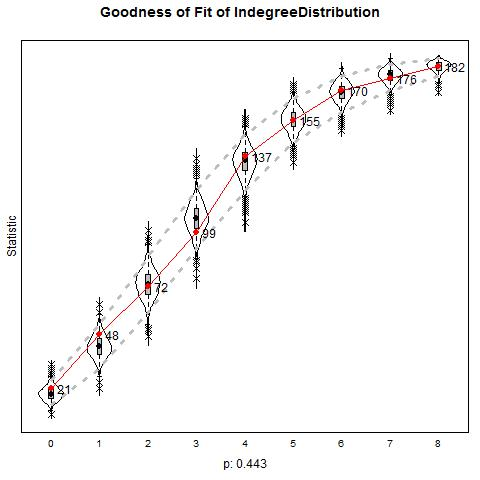 Goodness of Fit of IndegreeDistribution
Statistic
21
48
72
99
137
155
170
176
182
0 1 2 3 4 5 6 7 8
p: 0.443